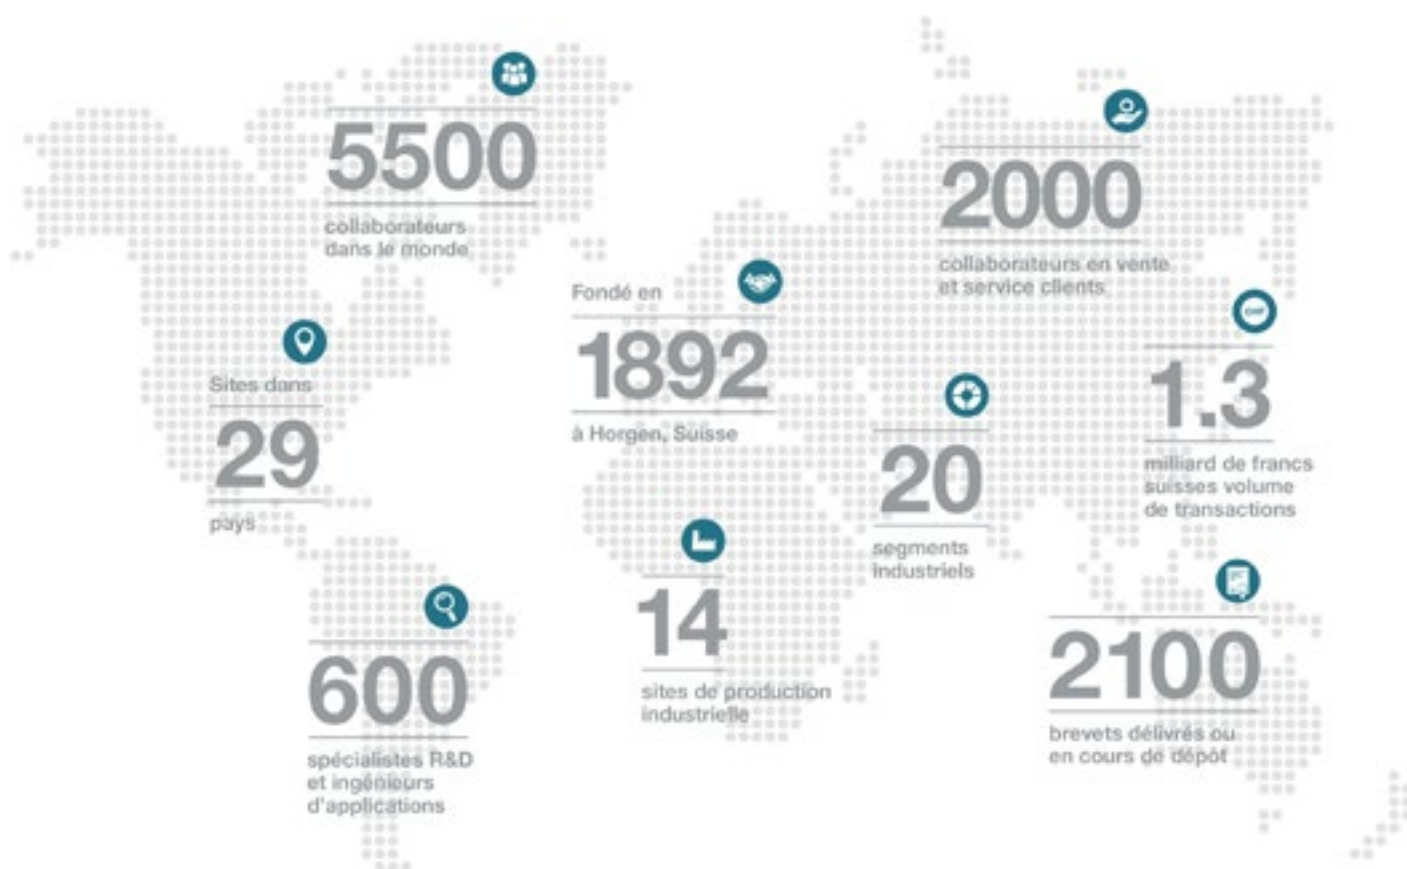 5500
collaborateurs
dans le monde
2000
collaborateurs en vente
et service clients
Fondé en
1892
à Horgen, Suisse
Sites dans
29
pays
1.3
milliard de francs
suisses volume
de transactions
20
segments
industriels
14
sites de production
industrielle
600
spécialistes R&D
et ingénieurs
d'applications
2100
brevets délivrés ou
en cours de dépôt